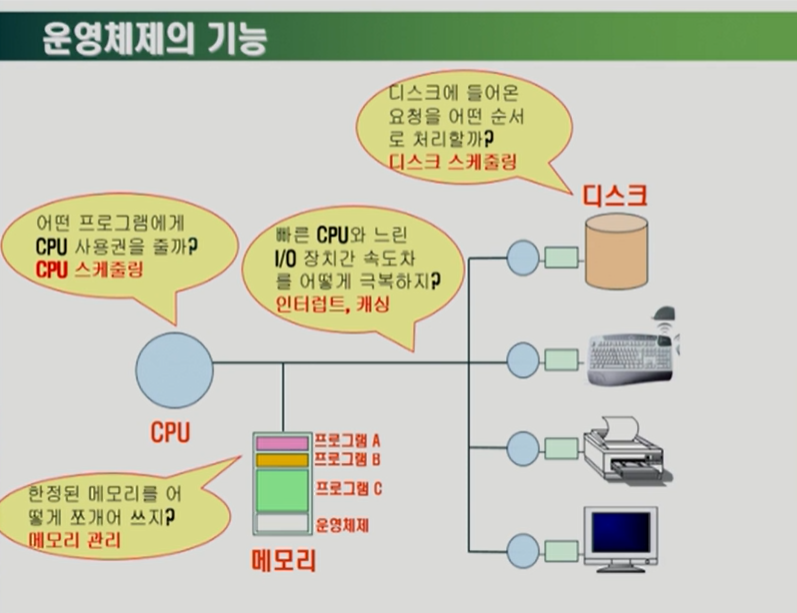 운영체제의 기능
디스크에 들어온
요청을 어떤 순서
로 처리할까?
디스크 스케줄링
디스크
어떤 프로그램에게
CPU 사용권을 줄까?
CPU 스케줄링
빠른 CPU와 느린
I/O 장치간 속도차
를 어떻게 극복하지?
인터럽트, 캐싱
CPU
프로그램 A
프로그램 B
프로그램 C
운영체제
메모리
한정된 메모리를 어
떻게 쪼개어 쓰지?
메모리 관리